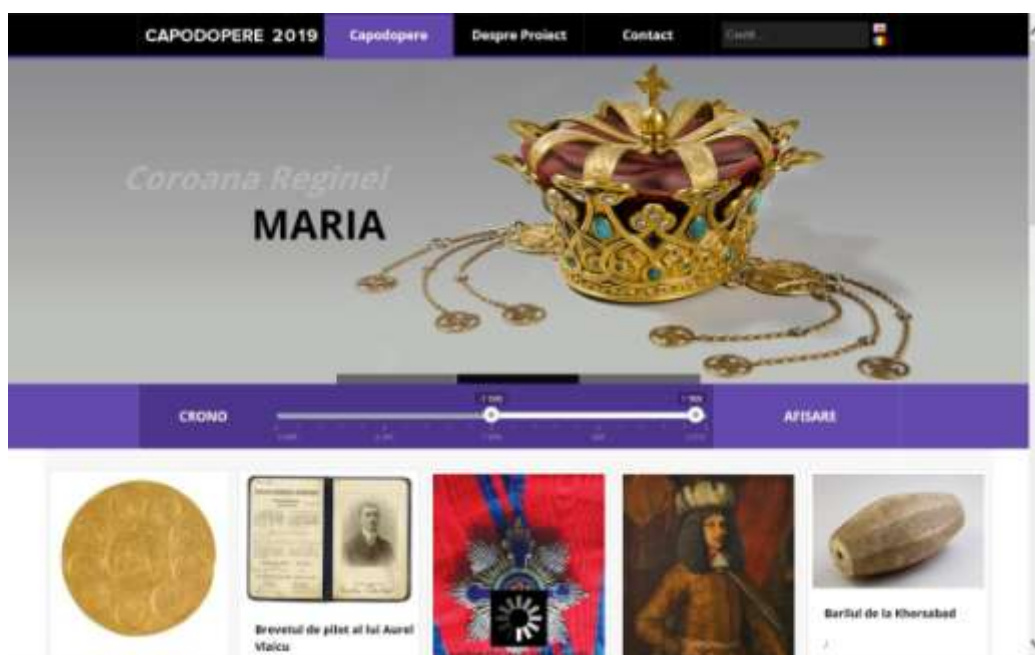 CAPODOPERE 2019
Capodopere
Despre Proiect
Contact
Coroana Reginei
MARIA
CRONO
AFISARE
Brevetul de pilot al lui Aurel
Vlaicu
Barilul de la Khorsabad